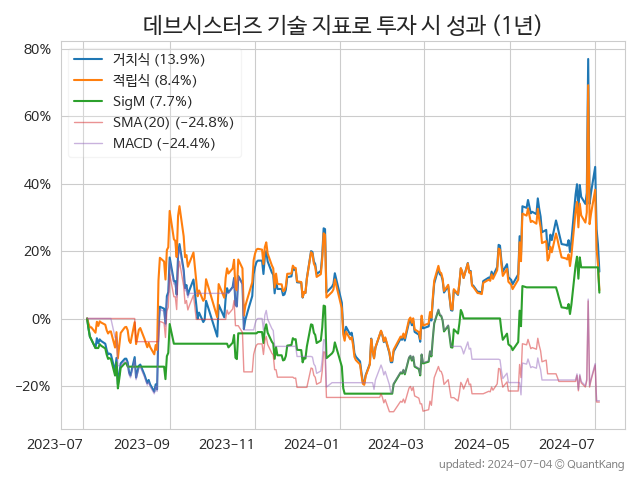 데브시스터즈 기술 지표로 투자 시 성과 (1년)
80%
60%
40%
20%
0%
−20%
거치식 (13.9%)
적립식 (8.4%)
SigM (7.7%)
SMA(20) (−24.8%)
MACD (−24.4%)
2023-07 2023-09 2023-11 2024-01 2024-03 2024-05 2024-07
updated: 2024-07-04 © QuantKang